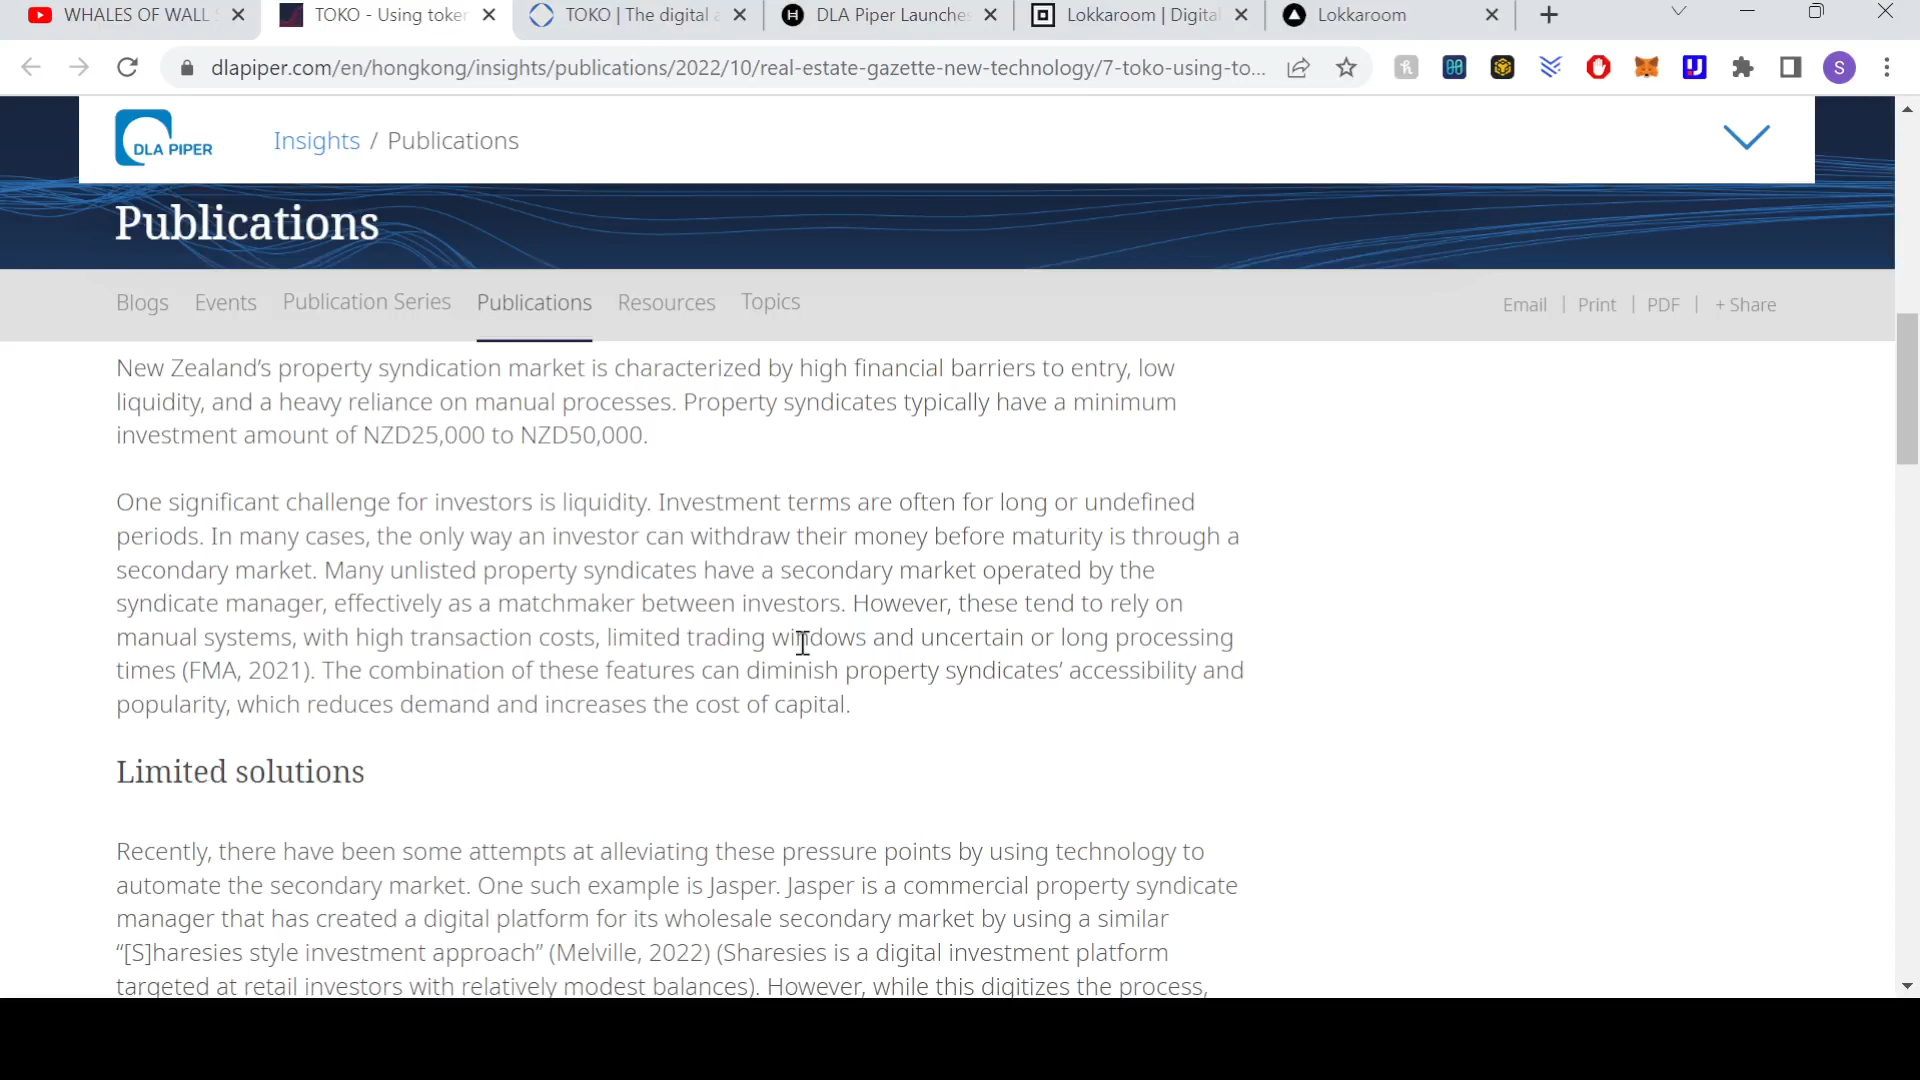 WHALES OF WALL
TOKO - Using token
TOKO | The digital a
DLA Piper Launches
Lokkaroom | Digital
Lokkaroom
dlapiper.com/en/hongkong/insights/publications/2022/10/real-estate-gazette-new-technology/7-toko-using-to...
S
DLA PIPER
Insights / Publications
Publications
Blogs Events Publication Series Publications Resources Topics
Email | Print | PDF | + Share
New Zealand’s property syndication market is characterized by high financial barriers to entry, low
liquidity, and a heavy reliance on manual processes. Property syndicates typically have a minimum
investment amount of NZD25,000 to NZD50,000.
One significant challenge for investors is liquidity. Investment terms are often for long or undefined
periods. In many cases, the only way an investor can withdraw their money before maturity is through a
secondary market. Many unlisted property syndicates have a secondary market operated by the
syndicate manager, effectively as a matchmaker between investors. However, these tend to rely on
manual systems, with high transaction costs, limited trading windows and uncertain or long processing
times (FMA, 2021). The combination of these features can diminish property syndicates’ accessibility and
popularity, which reduces demand and increases the cost of capital.
Limited solutions
Recently, there have been some attempts at alleviating these pressure points by using technology to
automate the secondary market. One such example is Jasper. Jasper is a commercial property syndicate
manager that has created a digital platform for its wholesale secondary market by using a similar
“[S]haresies style investment approach” (Melville, 2022) (Sharesies is a digital investment platform
targeted at retail investors with relatively modest balances). However, while this digitizes the process,